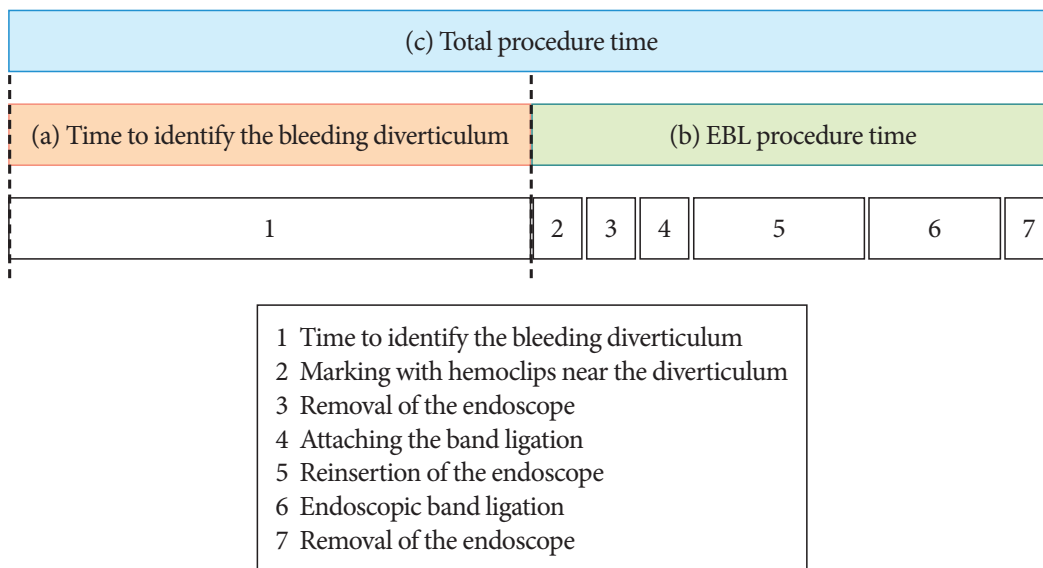 (c) Total procedure time
(a) Time to identify the bleeding diverticulum
(b) EBL procedure time
1
2
3
4
5
6
7
1 Time to identify the bleeding diverticulum
2 Marking with hemoclips near the diverticulum
3 Removal of the endoscope
4 Attaching the band ligation
5 Reinsertion of the endoscope
6 Endoscopic band ligation
7 Removal of the endoscope